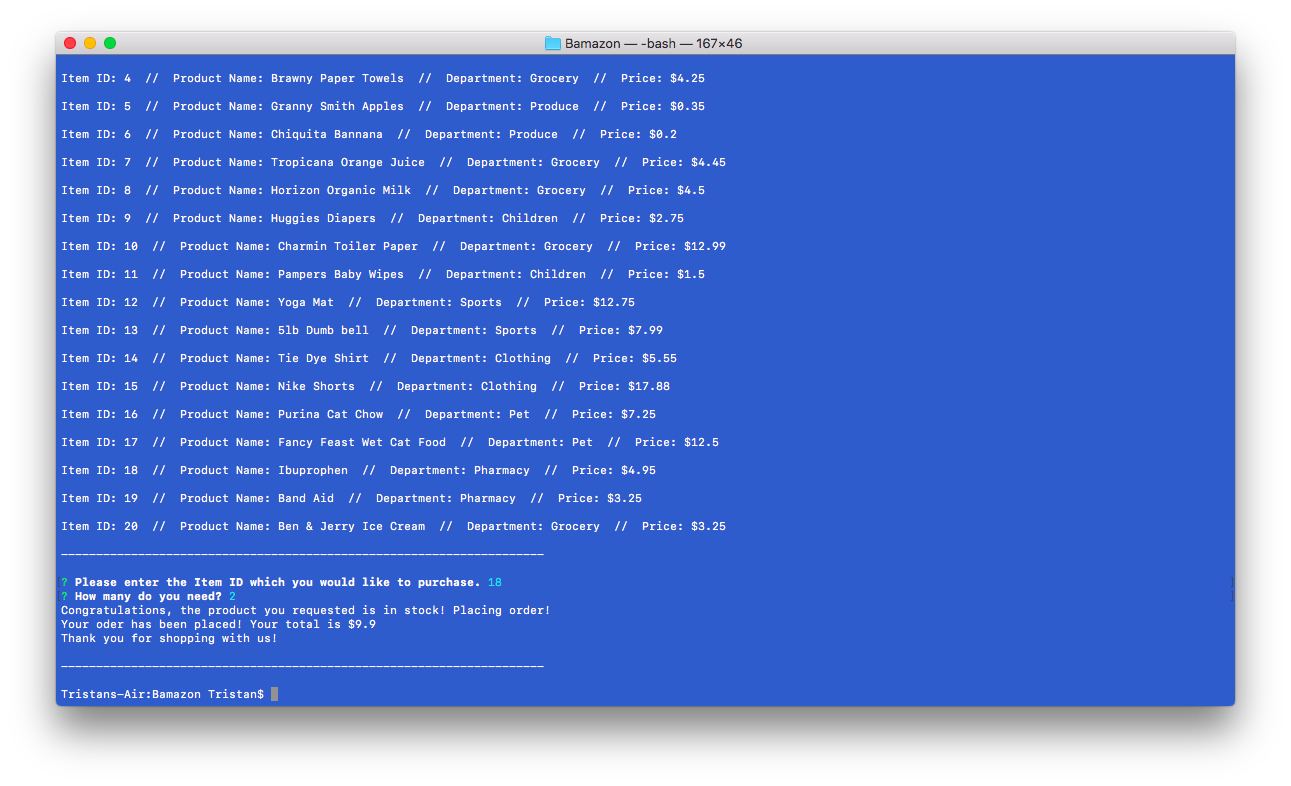 Bamazon — -bash — 167×46
Item ID: 4  //  Product Name: Brawny Paper Towels  //  Department: Grocery  //  Price: $4.25
Item ID: 5  //  Product Name: Granny Smith Apples  //  Department: Produce  //  Price: $0.35
Item ID: 6  //  Product Name: Chiquita Bannana  //  Department: Produce  //  Price: $0.2
Item ID: 7  //  Product Name: Tropicana Orange Juice  //  Department: Grocery  //  Price: $4.45
Item ID: 8  //  Product Name: Horizon Organic Milk  //  Department: Grocery  //  Price: $4.5
Item ID: 9  //  Product Name: Huggies Diapers  //  Department: Children  //  Price: $2.75
Item ID: 10  //  Product Name: Charmin Toiler Paper  //  Department: Grocery  //  Price: $12.99
Item ID: 11  //  Product Name: Pampers Baby Wipes  //  Department: Children  //  Price: $1.5
Item ID: 12  //  Product Name: Yoga Mat  //  Department: Sports  //  Price: $12.75
Item ID: 13  //  Product Name: 5lb Dumb bell  //  Department: Sports  //  Price: $7.99
Item ID: 14  //  Product Name: Tie Dye Shirt  //  Department: Clothing  //  Price: $5.55
Item ID: 15  //  Product Name: Nike Shorts  //  Department: Clothing  //  Price: $17.88
Item ID: 16  //  Product Name: Purina Cat Chow  //  Department: Pet  //  Price: $7.25
Item ID: 17  //  Product Name: Fancy Feast Wet Cat Food  //  Department: Pet  //  Price: $12.5
Item ID: 18  //  Product Name: Ibuprophen  //  Department: Pharmacy  //  Price: $4.95
Item ID: 19  //  Product Name: Band Aid  //  Department: Pharmacy  //  Price: $3.25
Item ID: 20  //  Product Name: Ben & Jerry Ice Cream  //  Department: Grocery  //  Price: $3.25
? Please enter the Item ID which you would like to purchase. 18
? How many do you need? 2
Congratulations, the product you requested is in stock! Placing order!
Your oder has been placed! Your total is $9.9
Thank you for shopping with us!
Tristans-Air:Bamazon Tristan$